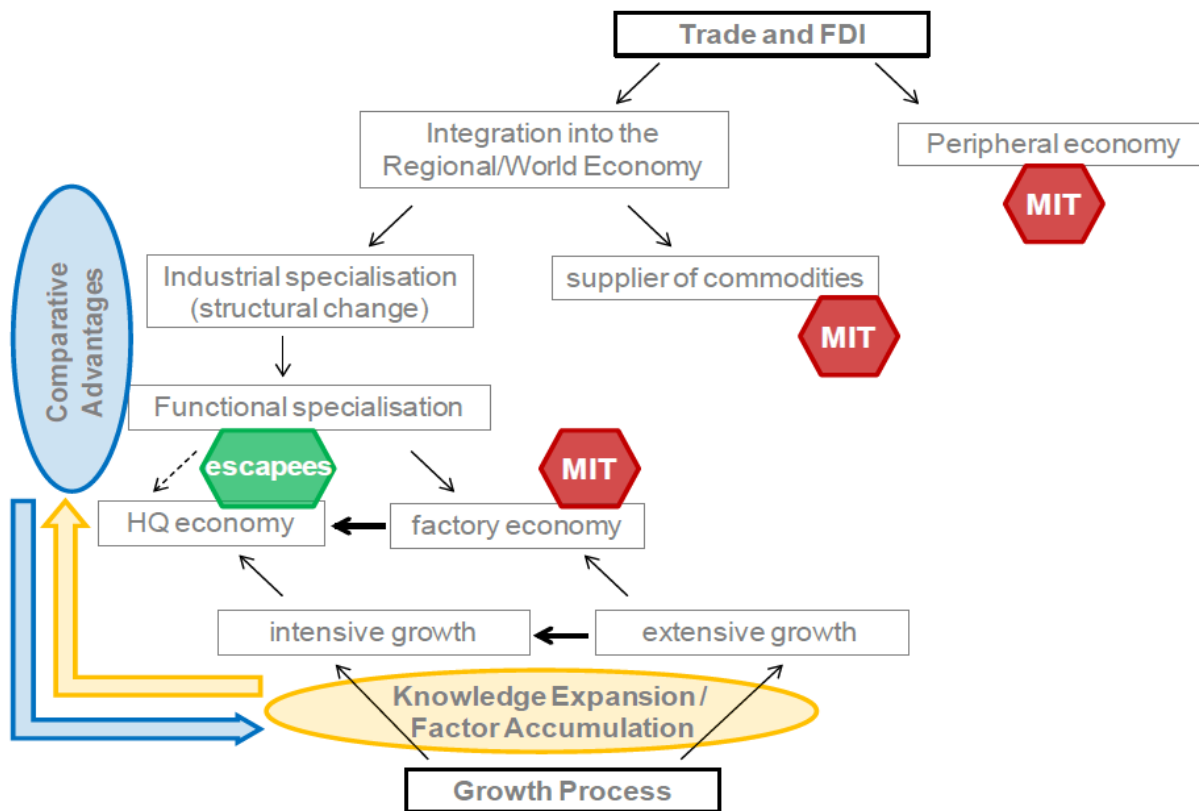 Trade and FDI
Integration into the
Regional/World Economy
Peripheral economy
MIT
Comparative
Advantages
Industrial specialisation
(structural change)
supplier of commodities
MIT
Functional specialisation
escapees
MIT
HQ economy
factory economy
intensive growth
extensive growth
Knowledge Expansion /
Factor Accumulation
Growth Process